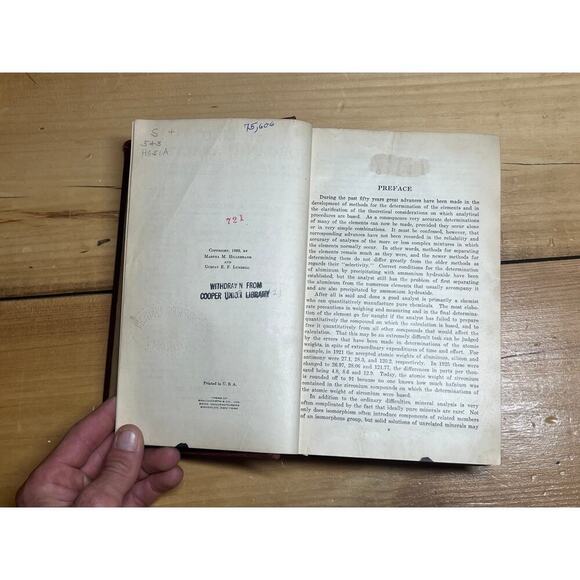 S +
543
H651A
75,606
721
Copyright, 1929, by
Martha M. Hillebrand
and
Gustav E. F. Lundell
WITHDRAWN FROM
COOPER UNION LIBRARY
Printed in U. S. A.
PRESS OF
BRAUNWORTH & CO., INC.
BOOK MANUFACTURERS
BROOKLYN, NEW YORK
PREFACE
During the past fifty years great advances have been made in the
development of methods for the determination of the elements and in
the clarification of the theoretical considerations on which analytical
procedures are based. As a consequence very accurate determinations
of many of the elements can now be made, provided they occur alone
or in very simple combinations. It must be confessed, however, that
corresponding advances have not been recorded in the reliability and
accuracy of analyses of the more or less complex mixtures in which
the elements normally occur. In other words, methods for separating
the elements remain much as they were, and the newer methods for
determining them do not differ greatly from the older methods as
regards their "selectivity." Correct conditions for the determination
of aluminum by precipitating with ammonium hydroxide have been
established, but the analyst still has the problem of first separating
the aluminum from the numerous elements that usually accompany it
and are also precipitated by ammonium hydroxide.
After all is said and done a good analyst is primarily a chemist
who can quantitatively manufacture pure chemicals. The most elabo-
rate precautions in weighing and measuring and in the final determina-
tion of the element go for naught if the analyst has failed to prepare
quantitatively the compound on which the calculation is based, and to
free it quantitatively from all other compounds that would affect the
calculation. That this may be an extremely difficult task can be judged
by the errors that have been made in determinations of the atomic
weights, in spite of extraordinary expenditures of time and effort. For
example, in 1921 the accepted atomic weights of aluminum, silicon and
antimony were 27.1, 28.3, and 120.2, respectively. In 1925 these were
changed to 26.97, 28.06 and 121.77, the differences in parts per thou-
sand being 4.8, 8.6 and 12.9. Today, the atomic weight of zirconium
is rounded off to 91 because no one knows how much hafnium was
contained in the zirconium compounds on which the determinations of
the atomic weight of zirconium were based.
In addition to the ordinary difficulties, mineral analysis is very
often complicated by the fact that ideally pure minerals are rare. Not
only does isomorphism often introduce components of related members
of an isomorphous group, but solid solutions of unrelated minerals may
v